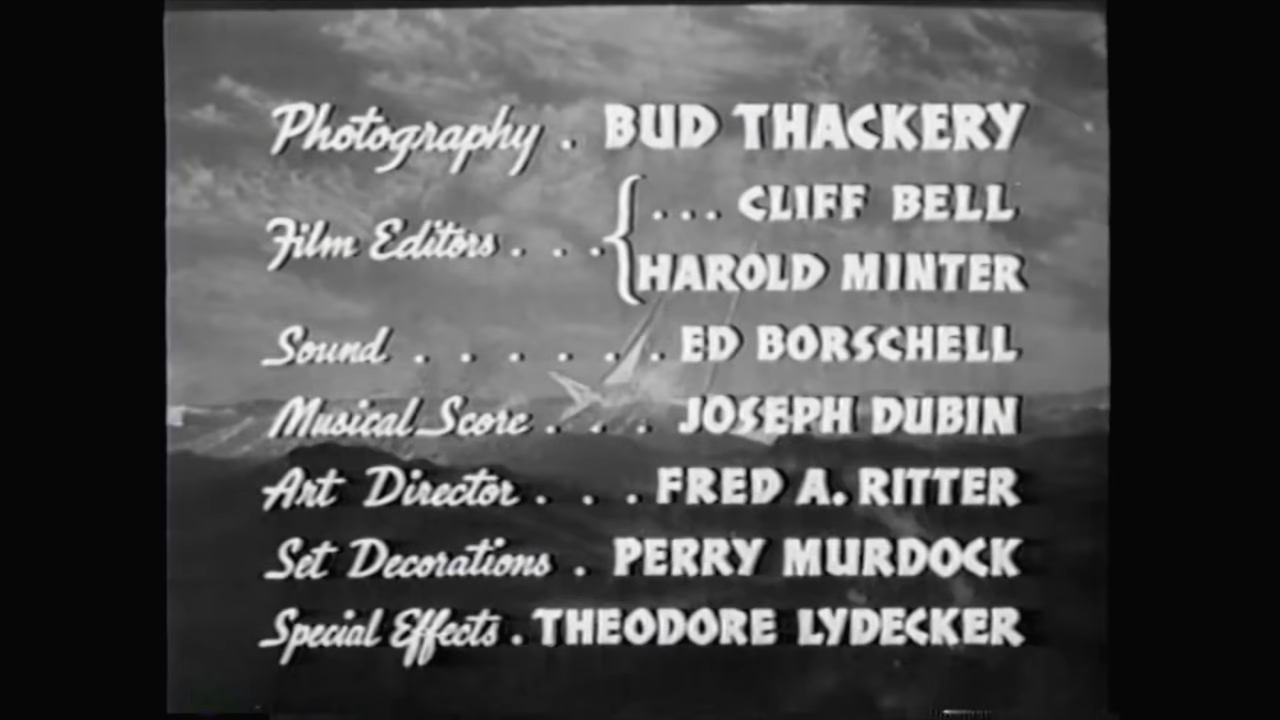 Photography . BUD THACKERY
Film Editors . . . { . . . CLIFF BELL
HAROLD MINTER
Sound . . . . . . ED BORSCHELL
Musical Score . . . JOSEPH DUBIN
Art Director . . . FRED A. RITTER
Set Decorations . PERRY MURDOCK
Special Effects . THEODORE LYDECKER